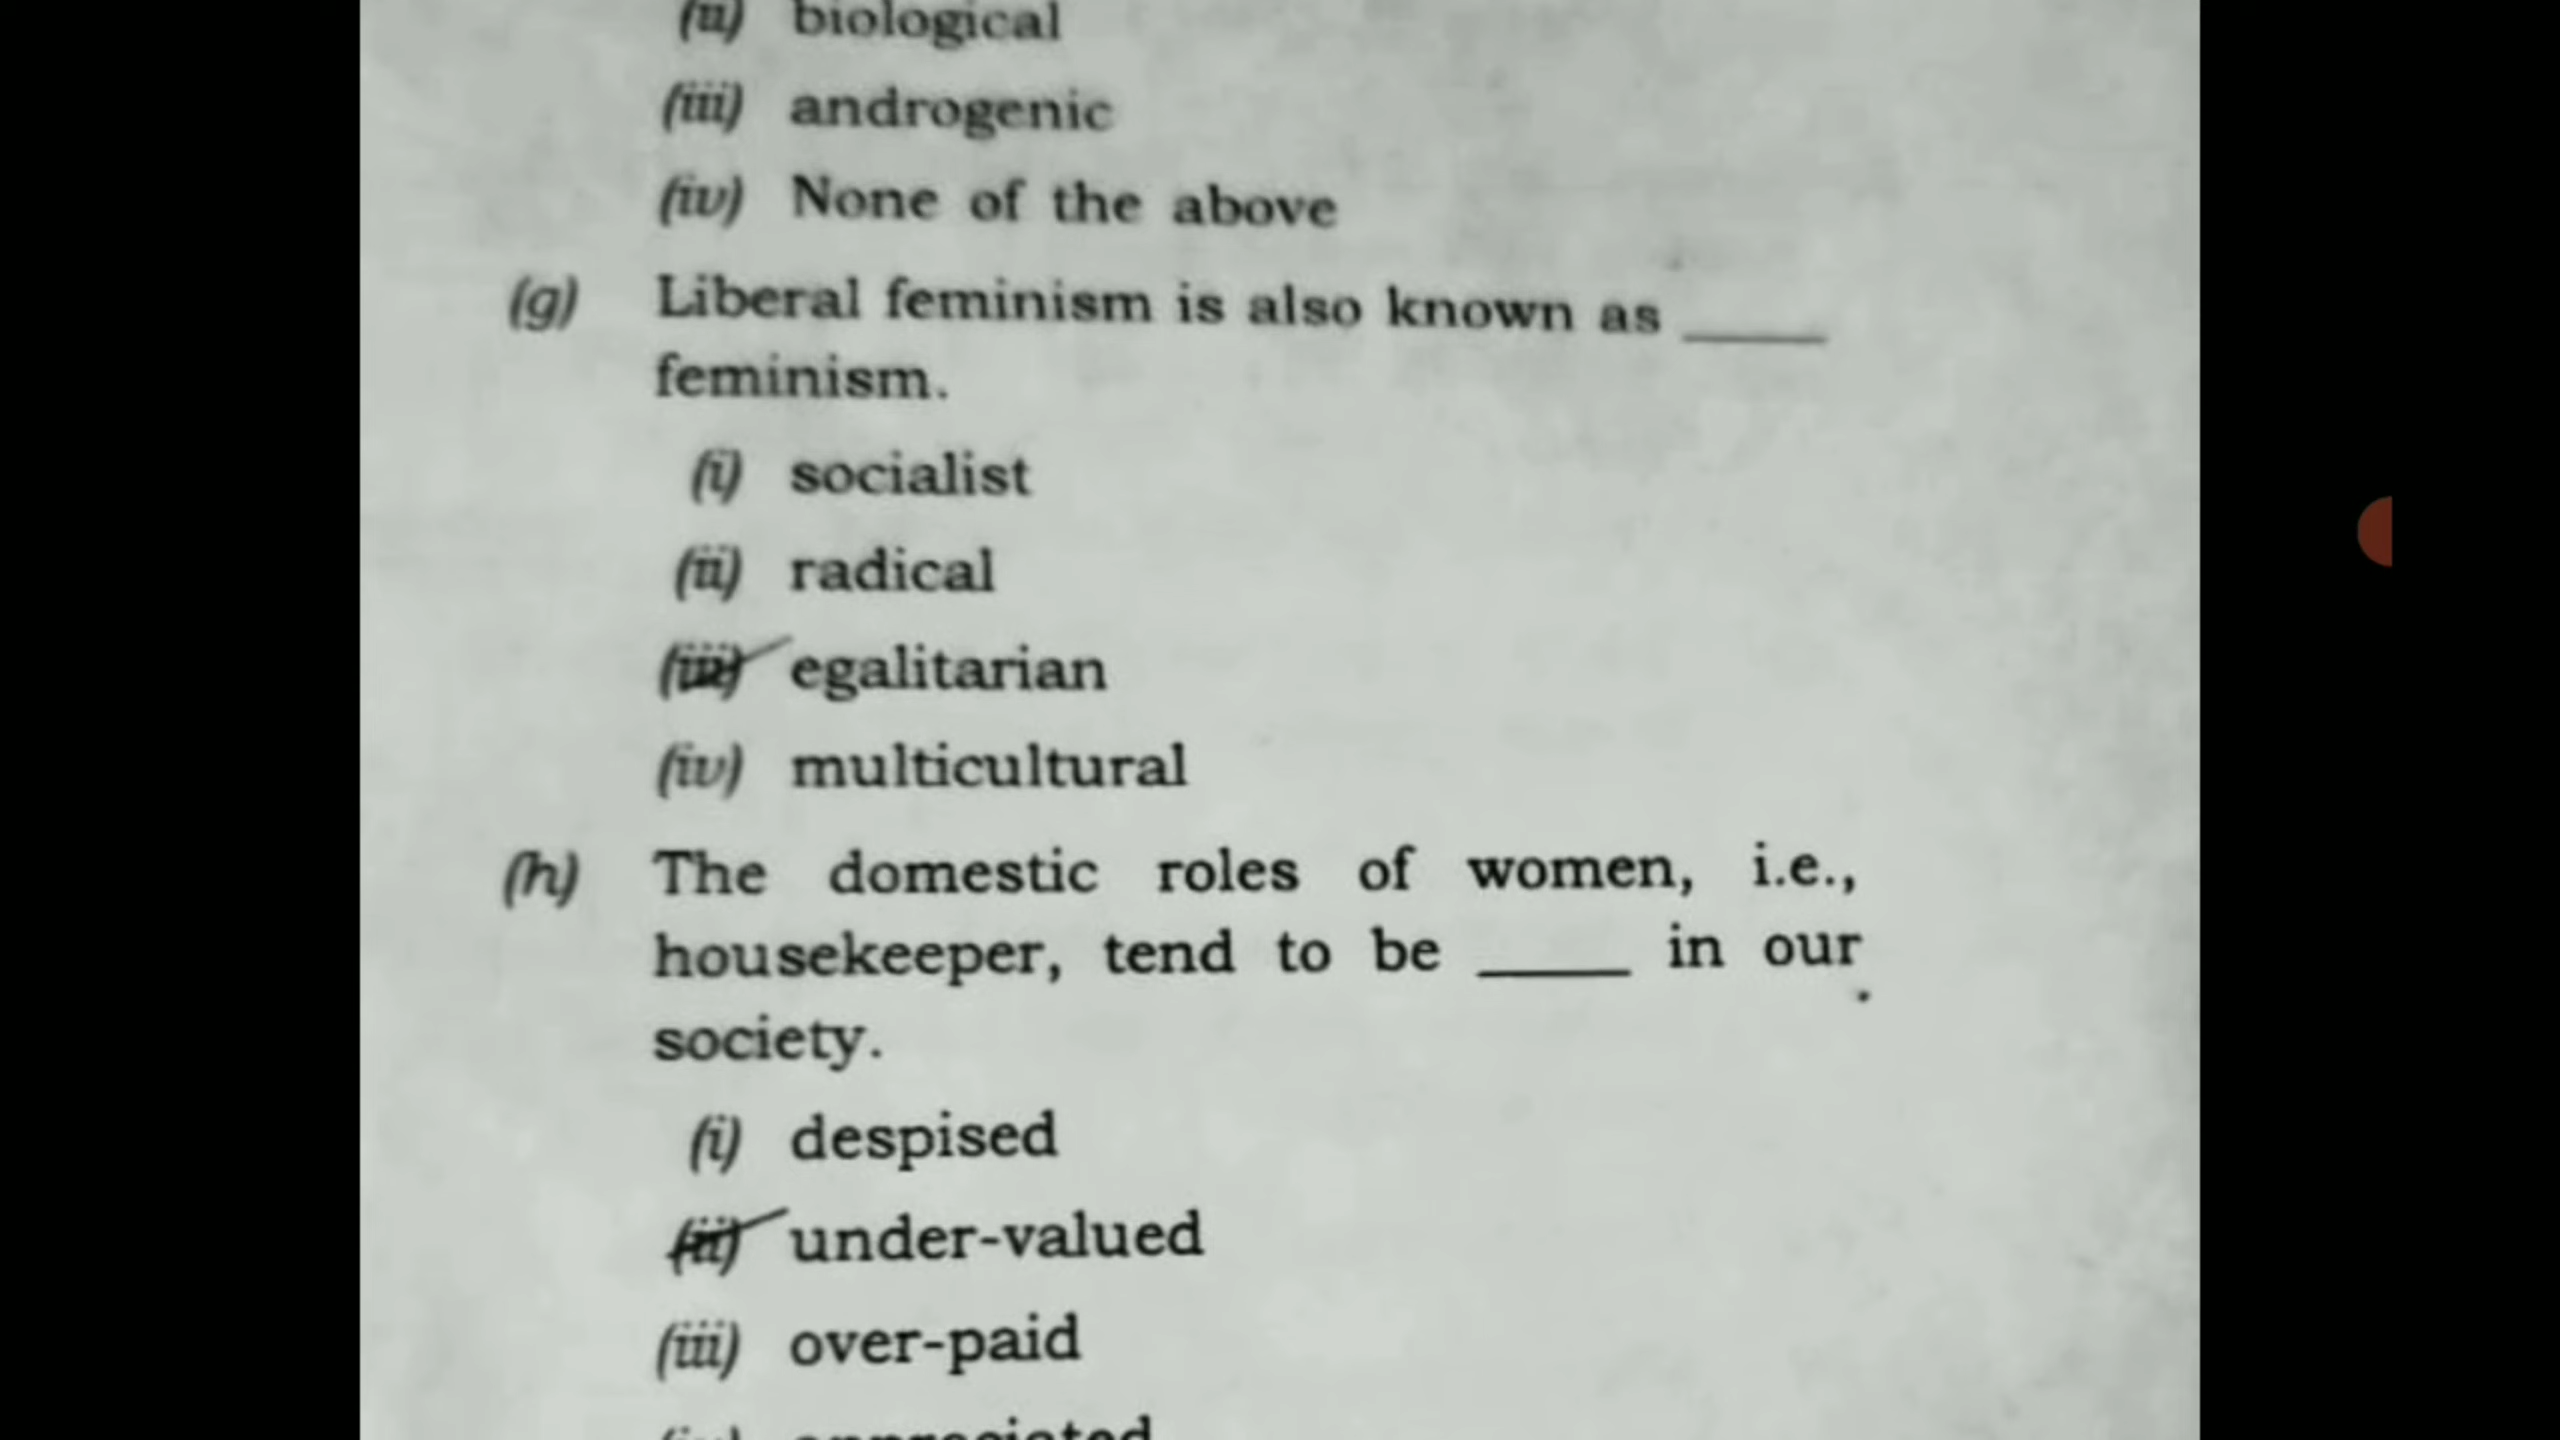 (ii) biological
(iii) androgenic
(iv) None of the above
(g) Liberal feminism is also known as ____
feminism.
(i) socialist
(ii) radical
(iii) egalitarian
(iv) multicultural
(h) The domestic roles of women, i.e.,
housekeeper, tend to be ____ in our
society.
(i) despised
(ii) under-valued
(iii) over-paid
(iv) appreciated